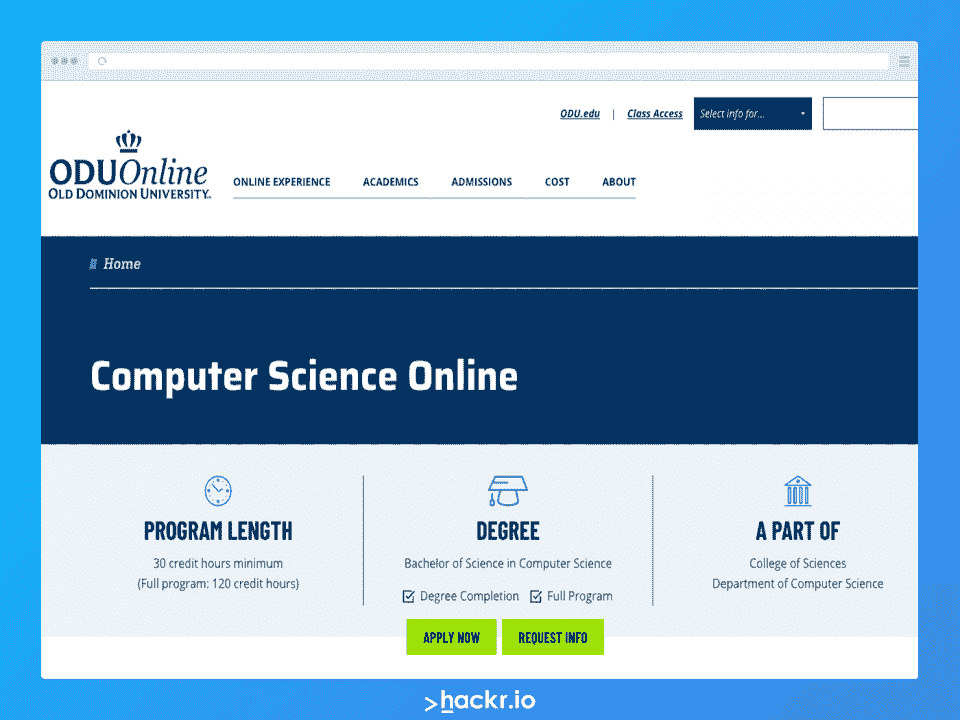 ODU.edu | Class Access Select info for...
ODUOnline
OLD DOMINION UNIVERSITY
ONLINE EXPERIENCE ACADEMICS ADMISSIONS COST ABOUT
Home
Computer Science Online
PROGRAM LENGTH
30 credit hours minimum
(Full program: 120 credit hours)
DEGREE
Bachelor of Science in Computer Science
Degree Completion Full Program
A PART OF
College of Sciences
Department of Computer Science
APPLY NOW REQUEST INFO
>hackr.io